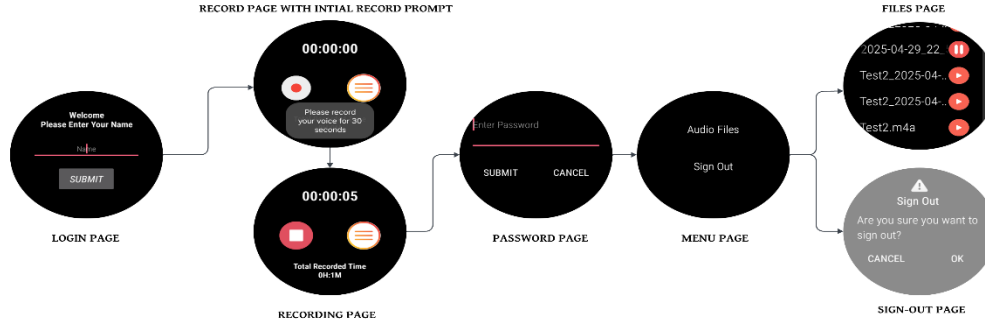 RECORD PAGE WITH INTIAL RECORD PROMPT
FILES PAGE
Welcome
Please Enter Your Name
Name
SUBMIT
LOGIN PAGE
00:00:00
Please record
your voice for 30
seconds
00:00:05
Total Recorded Time
0H:1M
RECORDING PAGE
Enter Password
SUBMIT CANCEL
PASSWORD PAGE
Audio Files
Sign Out
MENU PAGE
2025-04-29_22_
Test2_2025-04-..
Test2_2025-04-..
Test2.m4a
Sign Out
Are you sure you want to
sign out?
CANCEL OK
SIGN-OUT PAGE